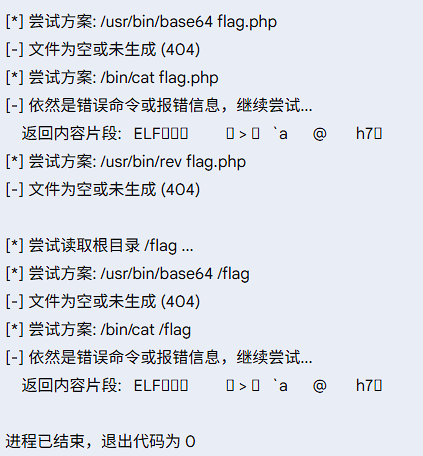 [*] 尝试方案: /usr/bin/base64 flag.php
[-] 文件为空或未生成 (404)
[*] 尝试方案: /bin/cat flag.php
[-] 依然是错误命令或报错信息，继续尝试...
返回内容片段: ELF▯▯▯ ▯ > ▯ `a @ h7▯
[*] 尝试方案: /usr/bin/rev flag.php
[-] 文件为空或未生成 (404)
[*] 尝试读取根目录 /flag ...
[*] 尝试方案: /usr/bin/base64 /flag
[-] 文件为空或未生成 (404)
[*] 尝试方案: /bin/cat /flag
[-] 依然是错误命令或报错信息，继续尝试...
返回内容片段: ELF▯▯▯ ▯ > ▯ `a @ h7▯
进程已结束，退出代码为 0